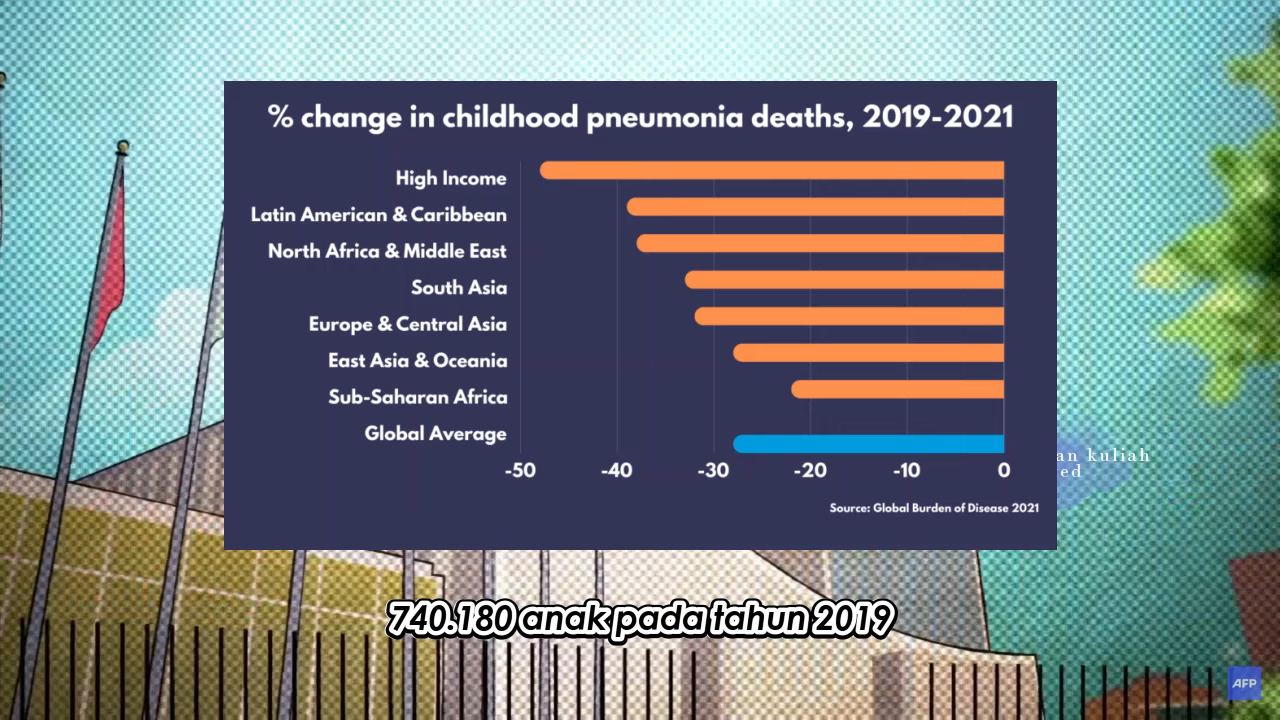 % change in childhood pneumonia deaths, 2019-2021
High Income
Latin American & Caribbean
North Africa & Middle East
South Asia
Europe & Central Asia
East Asia & Oceania
Sub-Saharan Africa
Global Average
-50 -40 -30 -20 -10 0
Source: Global Burden of Disease 2021
kuliah
740.180 anak pada tahun 2019
AFP